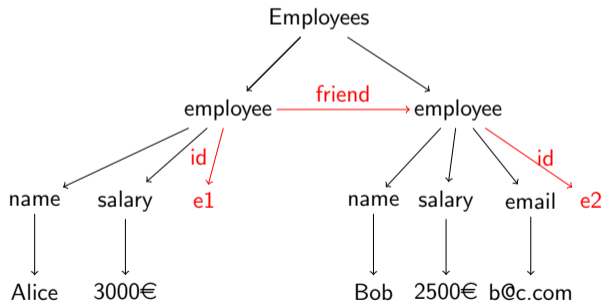 Employees
employee friend employee
id id
name salary e1 name salary email e2
Alice 3000€ Bob 2500€ b@c.com